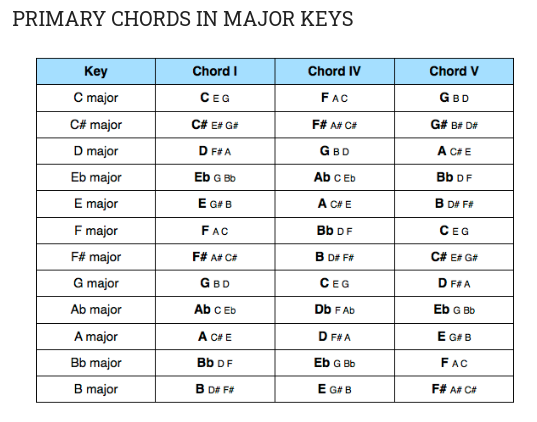 PRIMARY CHORDS IN MAJOR KEYS
Key Chord I Chord IV Chord V
C major C E G F A C G B D
C# major C# E# G# F# A# C# G# B# D#
D major D F# A G B D A C# E
Eb major Eb G Bb Ab C Eb Bb D F
E major E G# B A C# E B D# F#
F major F A C Bb D F C E G
F# major F# A# C# B D# F# C# E# G#
G major G B D C E G D F# A
Ab major Ab C Eb Db F Ab Eb G Bb
A major A C# E D F# A E G# B
Bb major Bb D F Eb G Bb F A C
B major B D# F# E G# B F# A# C#